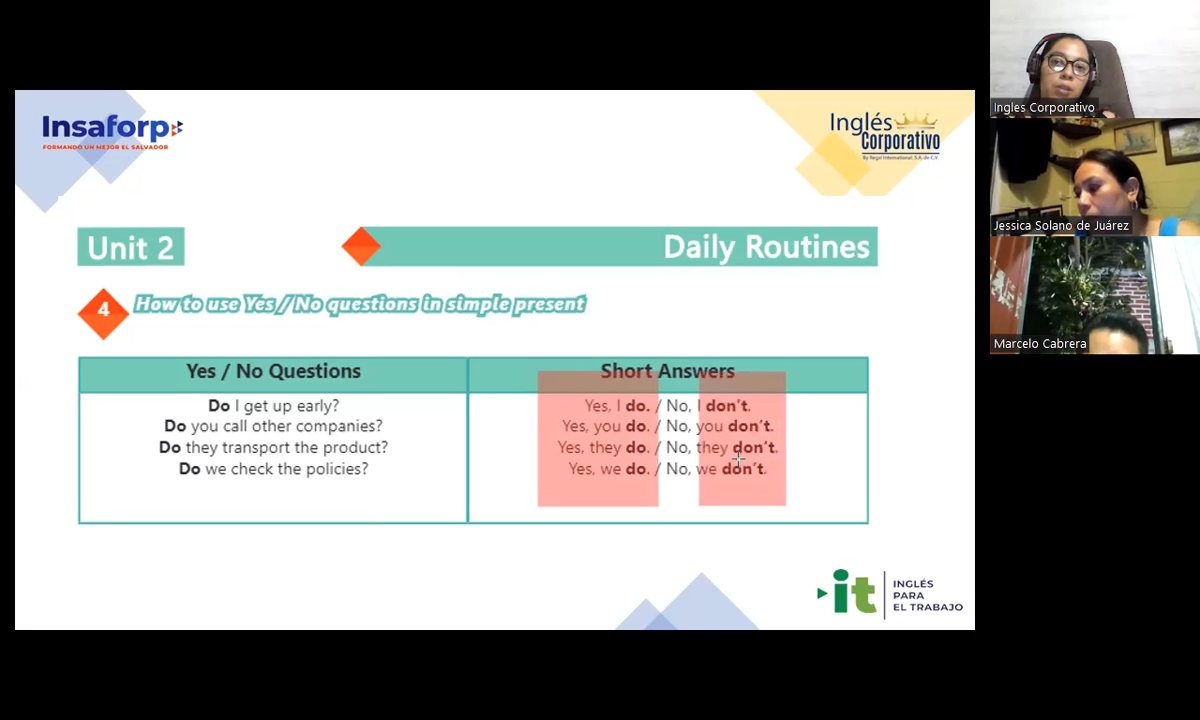 Insaforp
FORMANDO UN MEJOR EL SALVADOR
Inglés
Corporativo
By Regal International, S.A. de C.V.
Unit 2
Daily Routines
4
How to use Yes / No questions in simple present
Yes / No Questions
Short Answers
Do I get up early?
Yes, I do. / No, I don't.
Do you call other companies?
Yes, you do. / No, you don't.
Do they transport the product?
Yes, they do. / No, they don't.
Do we check the policies?
Yes, we do. / No, we don't.
it
INGLÉS
PARA
EL TRABAJO
Ingles Corporativo
Jessica Solano de Juárez
Marcelo Cabrera